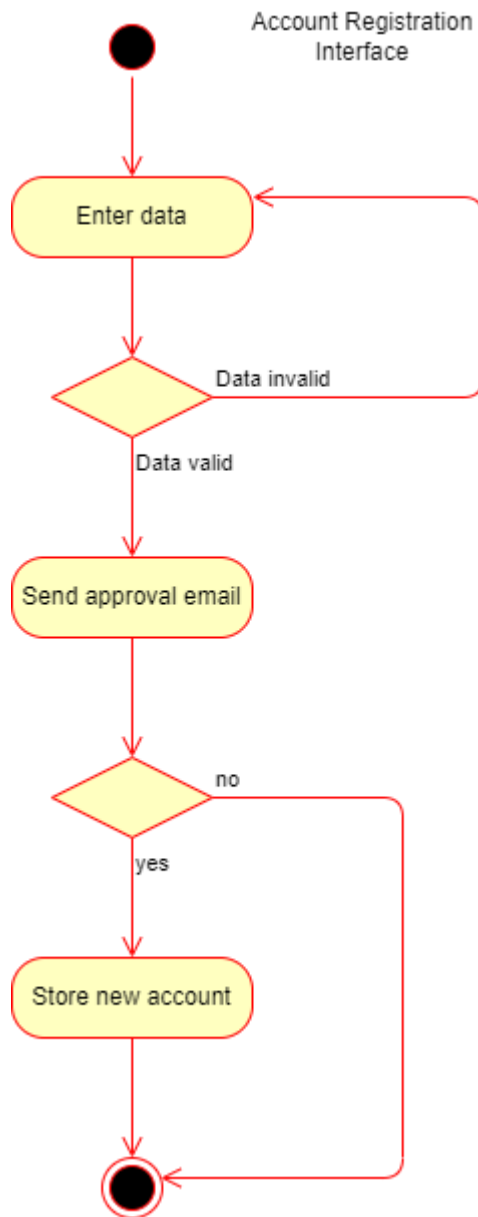 Account Registration
Interface
Enter data
Data invalid
Data valid
Send approval email
no
yes
Store new account